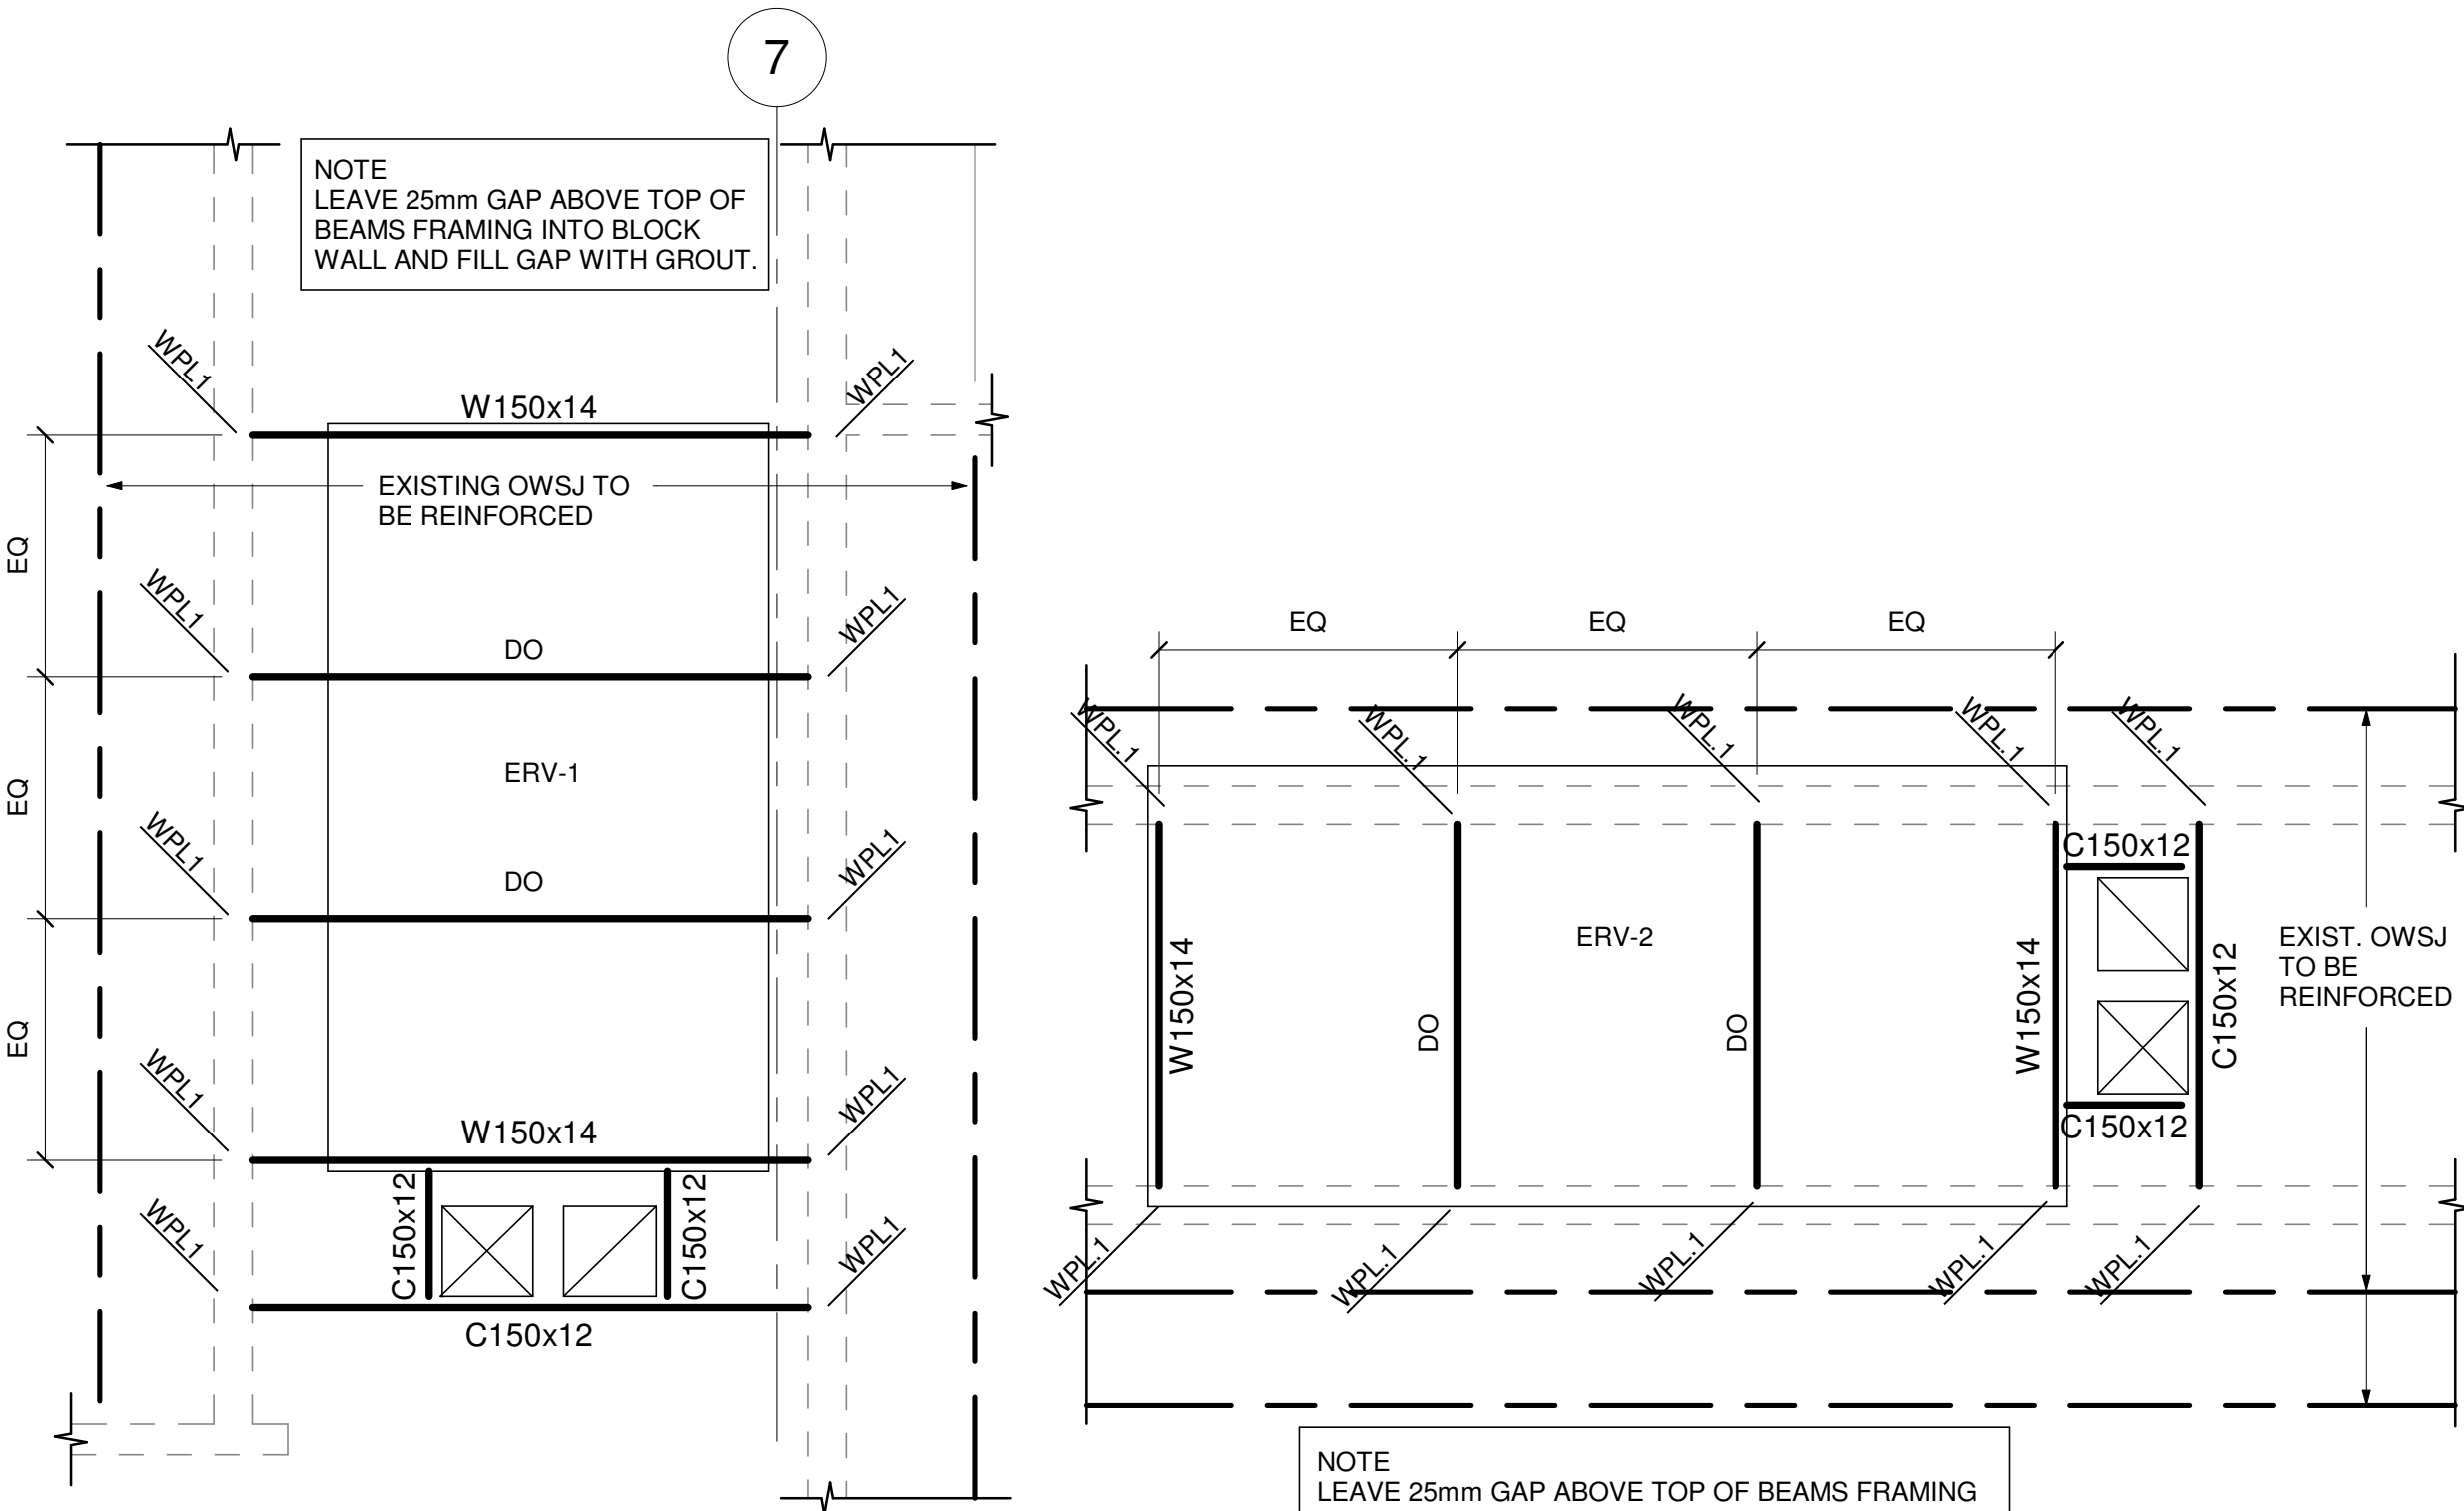 7
NOTE
LEAVE 25mm GAP ABOVE TOP OF
BEAMS FRAMING INTO BLOCK
WALL AND FILL GAP WITH GROUT.
WPL1
WPL1
W150x14
EXISTING OWSJ TO
BE REINFORCED
EQ
WPL1
WPL1
DO
ERV-1
EQ
WPL1
WPL1
DO
EQ
WPL1
WPL1
W150x14
C150x12
C150x12
WPL1
WPL1
C150x12
EQ
EQ
EQ
WPL.1
WPL.1
WPL.1
WPL.1
WPL.1
C150x12
W150x14
DO
ERV-2
DO
W150x14
C150x12
EXIST. OWSJ
TO BE
REINFORCED
C150x12
WPL.1
WPL.1
WPL.1
WPL.1
WPL.1
NOTE
LEAVE 25mm GAP ABOVE TOP OF BEAMS FRAMING